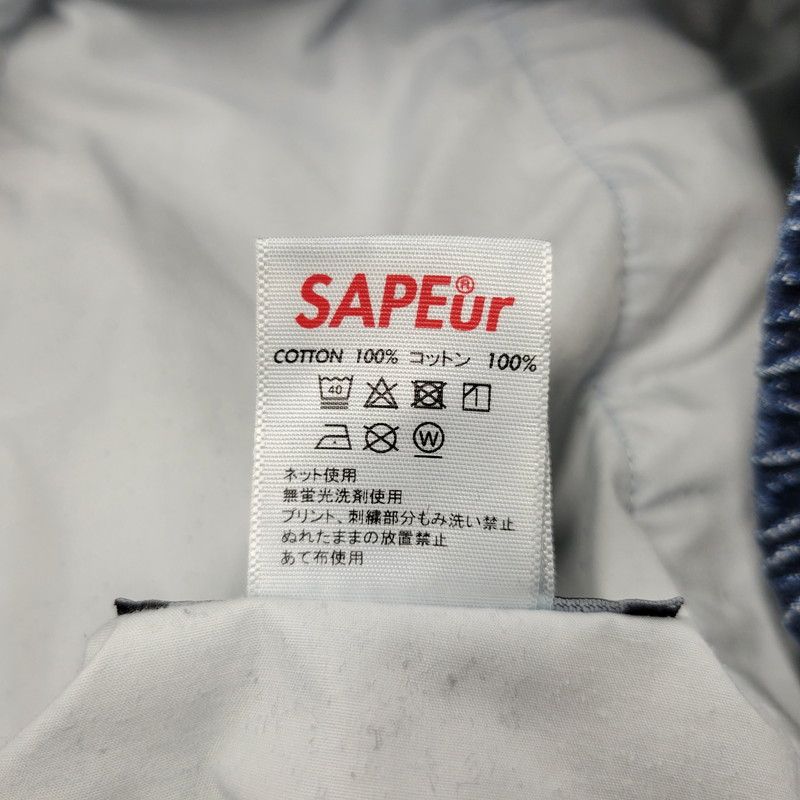 SAPEur®
COTTON 100% コットン 100%
40
W
ネット使用
無蛍光洗剤使用
プリント、刺繍部分もみ洗い禁止
ぬれたままの放置禁止
あて布使用